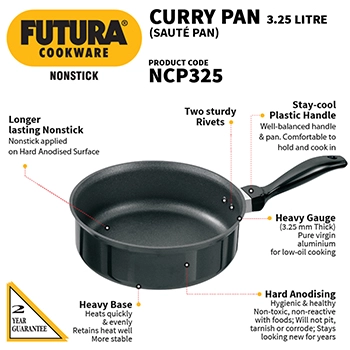 FUTURA®
COOKWARE
NONSTICK
CURRY PAN 3.25 LITRE
(SAUTÉ PAN)
PRODUCT CODE
NCP325
Longer
lasting Nonstick
Nonstick applied
on Hard Anodised Surface
Two sturdy
Rivets
Stay-cool
Plastic Handle
Well-balanced handle
& pan. Comfortable to
hold and cook in
Heavy Gauge
(3.25 mm Thick)
Pure virgin
aluminium
for low-oil cooking
2
YEAR
GUARANTEE
Heavy Base
Heats quickly
& evenly
Retains heat well
More stable
Hard Anodising
Hygienic & healthy
Non-toxic, non-reactive
with foods; Will not pit,
tarnish or corrode; Stays
looking new for years